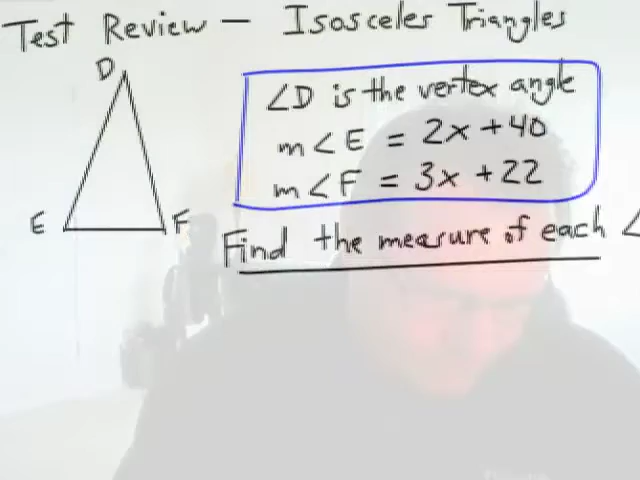 Test Review - Isosceles Triangles
D
∠D is the vertex angle
m∠E = 2x+40
m∠F = 3x+22
E
F
Find the measure of each ∠